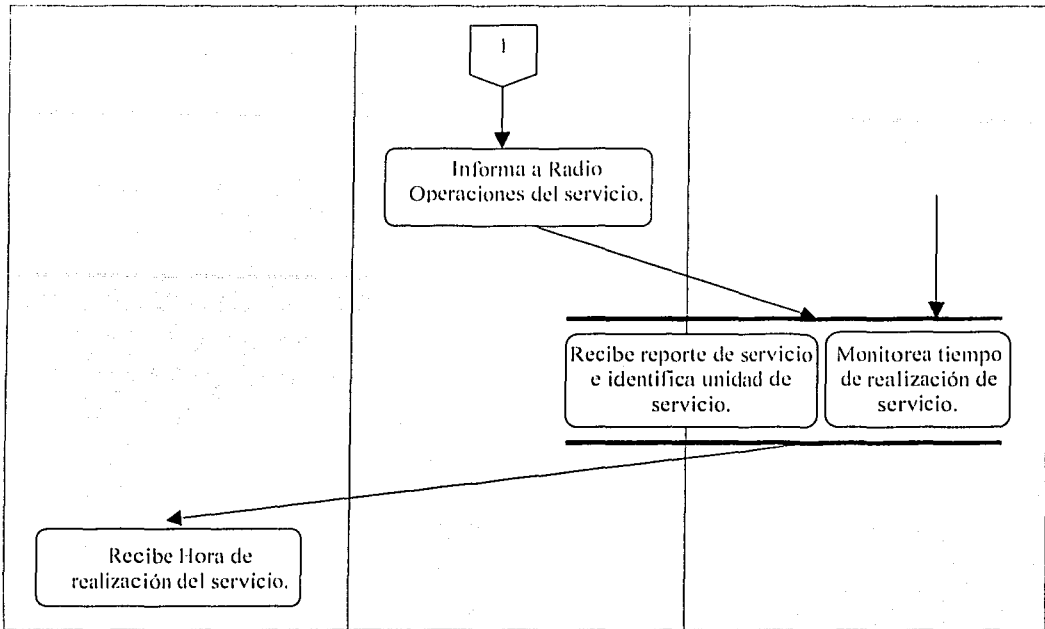 1
Informa a Radio
Operaciones del servicio.
Recibe reporte de servicio
e identifica unidad de
servicio.
Monitorea tiempo
de realización de
servicio.
Recibe Hora de
realización del servicio.